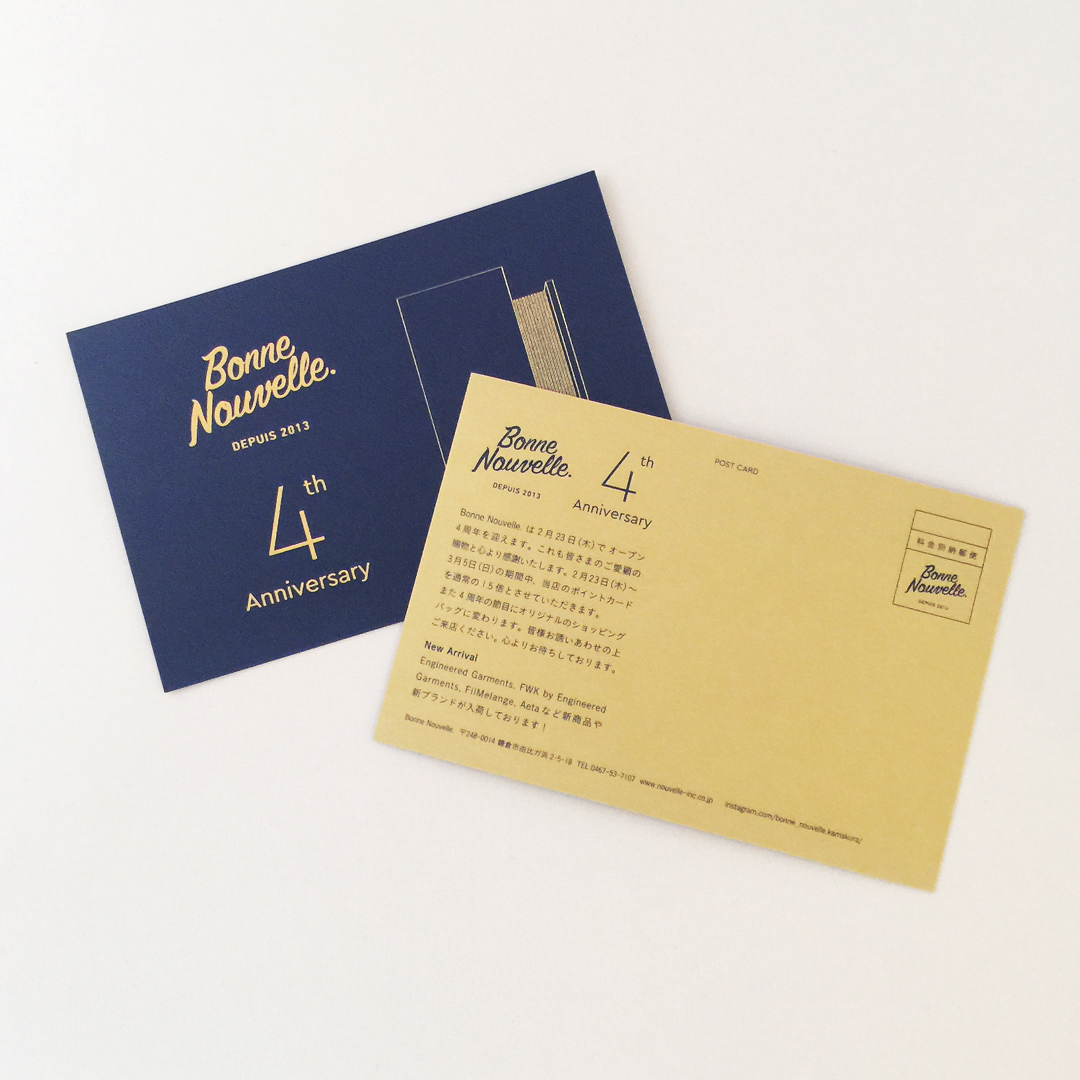 Bonne
Nouvelle.
DEPUIS 2013
4th
Anniversary
Bonne
Nouvelle.
DEPUIS 2013
4th
Anniversary
POST CARD
料金別納郵便
Bonne
Nouvelle.
DEPUIS 2013
Bonne Nouvelle. は2月23日(木)でオープン
4周年を迎えます。これも皆さまのご愛顧の
賜物と心より感謝いたします。2月23日(木)〜
3月5日(日)の期間中、当店のポイントカード
を通常の1.5倍とさせていただきます。
また4周年の節目にオリジナルのショッピング
バッグに変わります。皆様お誘いあわせの上
ご来店ください。心よりお待ちしております。
New Arrival
Engineered Garments, FWK by Engineered
Garments, FilMelange, Aetaなど新商品や
新ブランドが入荷しております!
Bonne Nouvelle. 〒248-0014 鎌倉市由比ガ浜2-5-18 TEL.0467-53-7107 www.nouvelle-inc.co.jp instagram.com/bonne_nouvelle.kamakura/